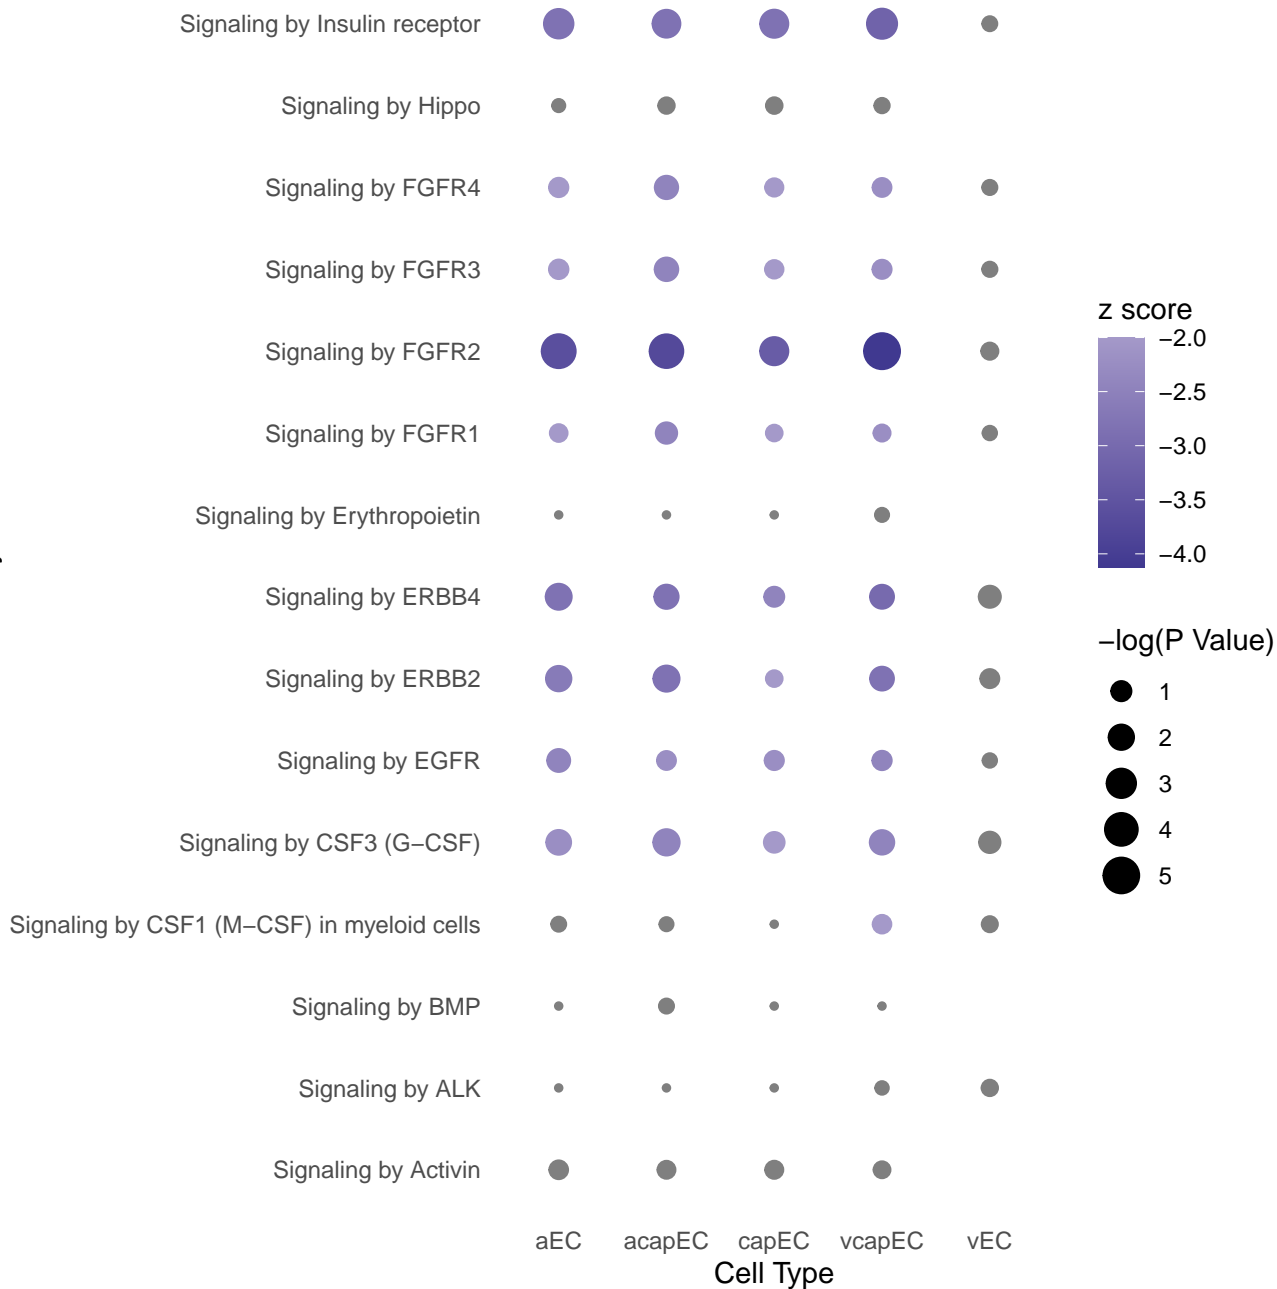 Signaling by Insulin receptor
Signaling by Hippo
Signaling by FGFR4
Signaling by FGFR3
Signaling by FGFR2
Signaling by FGFR1
Signaling by Erythropoietin
Signaling by ERBB4
Signaling by ERBB2
Signaling by EGFR
Signaling by CSF3 (G−CSF)
Signaling by CSF1 (M−CSF) in myeloid cells
Signaling by BMP
Signaling by ALK
Signaling by Activin
aEC acapEC capEC vcapEC vEC
Cell Type
z score
−2.0
−2.5
−3.0
−3.5
−4.0
−log(P Value)
1
2
3
4
5